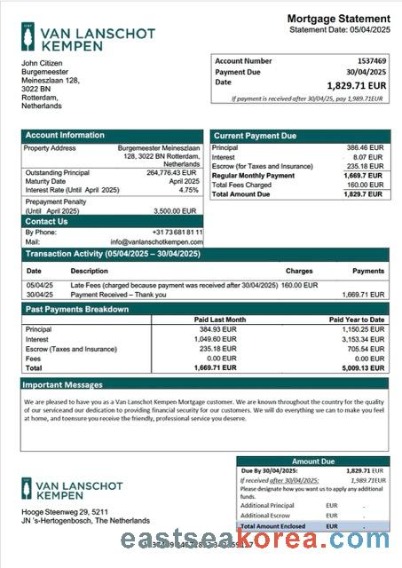 Mortgage Statement
Statement Date: 05/04/2025
VAN LANSCHOT
KEMPEN
John Citizen
Burgemeester
Meineszlaan 128,
3022 BN
Rotterdam,
Netherlands
Account Number 1537469
Payment Due 30/04/2025
Date 1,829.71 EUR
If payment is received after 30/04/25, pay 1,989.71EUR
Account Information
Property Address Burgemeester Meineszlaan
128, 3022 BN Rotterdam,
Netherlands
Outstanding Principal 264,776.43 EUR
Maturity Date April 2025
Interest Rate (Until April 2025) 4.75%
Prepayment Penalty
(Until April 2025) 3,500.00 EUR
Contact Us
By Phone: +31 73 681 81 11
Mail: info@vanlanschotkempen.com
Current Payment Due
Principal 386.46 EUR
Interest 8.07 EUR
Escrow (for Taxes and Insurance) 235.18 EUR
Regular Monthly Payment 1,669.7 EUR
Total Fees Charged 160.00 EUR
Total Amount Due 1,829.7 EUR
Transaction Activity (05/04/2025 – 30/04/2025)
Date Description Charges Payments
05/04/25 Late Fees (charged because payment was received after 30/04/2025) 160.00 EUR
30/04/25 Payment Received – Thank you 1,669.71 EUR
Past Payments Breakdown
Paid Last Month Paid Year to Date
Principal 384.93 EUR 1,150.25 EUR
Interest 1,049.60 EUR 3,153.34 EUR
Escrow (Taxes and Insurance) 235.18 EUR 705.54 EUR
Fees 0.00 EUR 0.00 EUR
Total 1,669.71 EUR 5,009.13 EUR
Important Messages
We are pleased to have you as a Van Lanschot Kempen Mortgage customer. We are known throughout the country for the quality
of our serviceand our dedication to providing financial security for our customers. We will do everything we can to make you feel
at home, and toensure you receive the friendly, professional service you deserve.
VAN LANSCHOT
KEMPEN
Hooge Steenweg 29, 5211
JN 's-Hertogenbosch, The Netherlands
Amount Due
Due By 30/04/2025: 1,829.71 EUR
If received after 30/04/2025: 1,989.71EUR
Please designate how you want us to apply any additional
funds.
Additional Principal EUR -
Additional Escrow EUR -
Total Amount Enclosed EUR -
eastseakorea.com